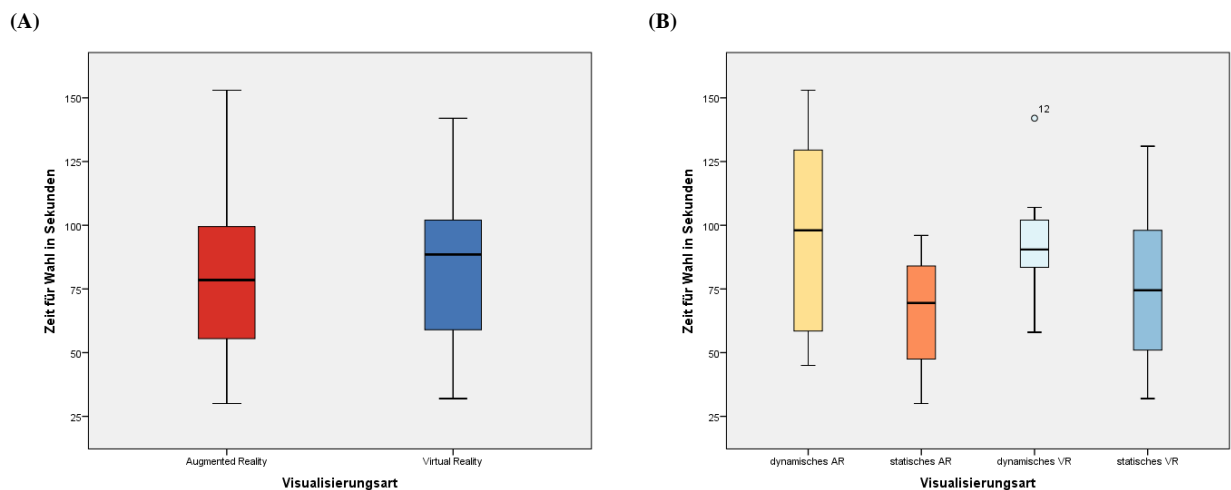 (A)
Zeit für Wahl in Sekunden
150
125
100
75
50
25
Augmented Reality
Virtual Reality
Visualisierungsart
(B)
Zeit für Wahl in Sekunden
150
125
100
75
50
25
12
dynamisches AR
statisches AR
dynamisches VR
statisches VR
Visualisierungsart